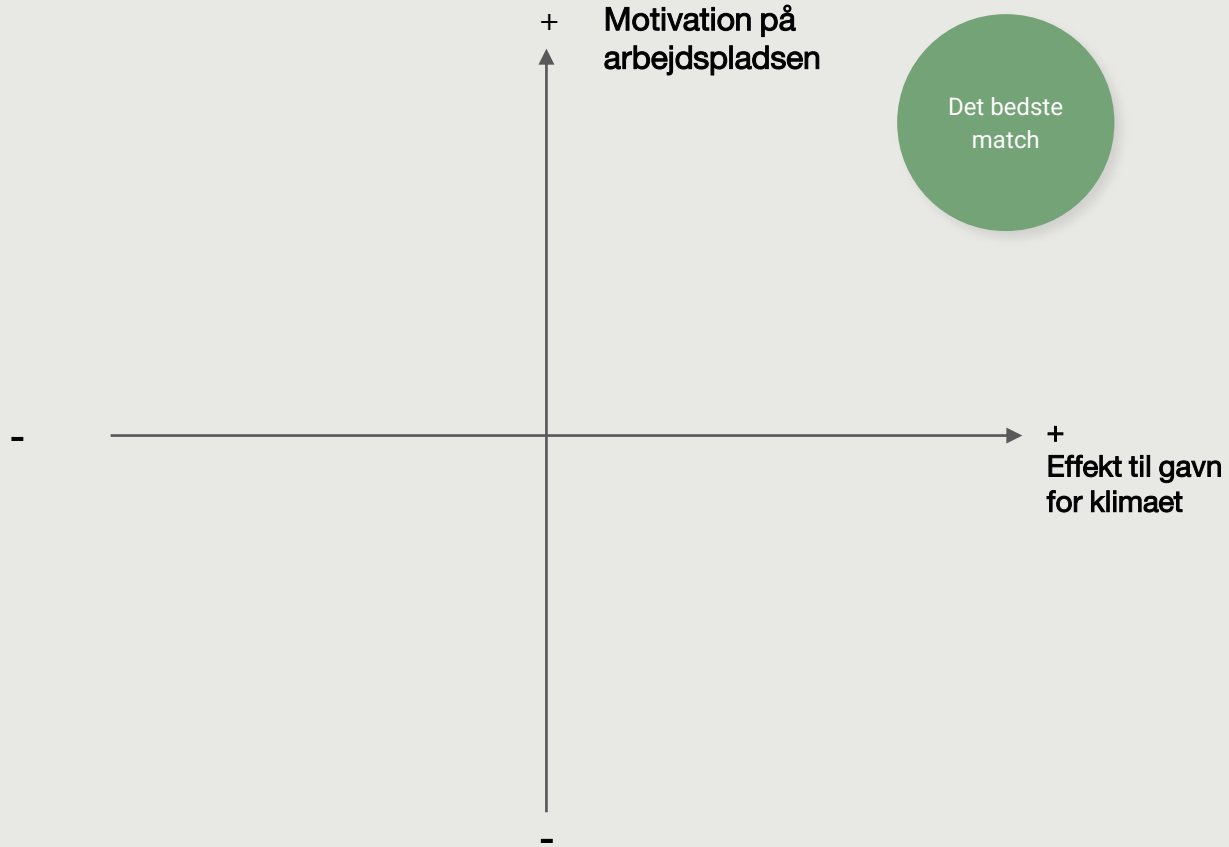 +
Motivation på
arbejdspladsen
Det bedste
match
-
+
Effekt til gavn
for klimaet
-